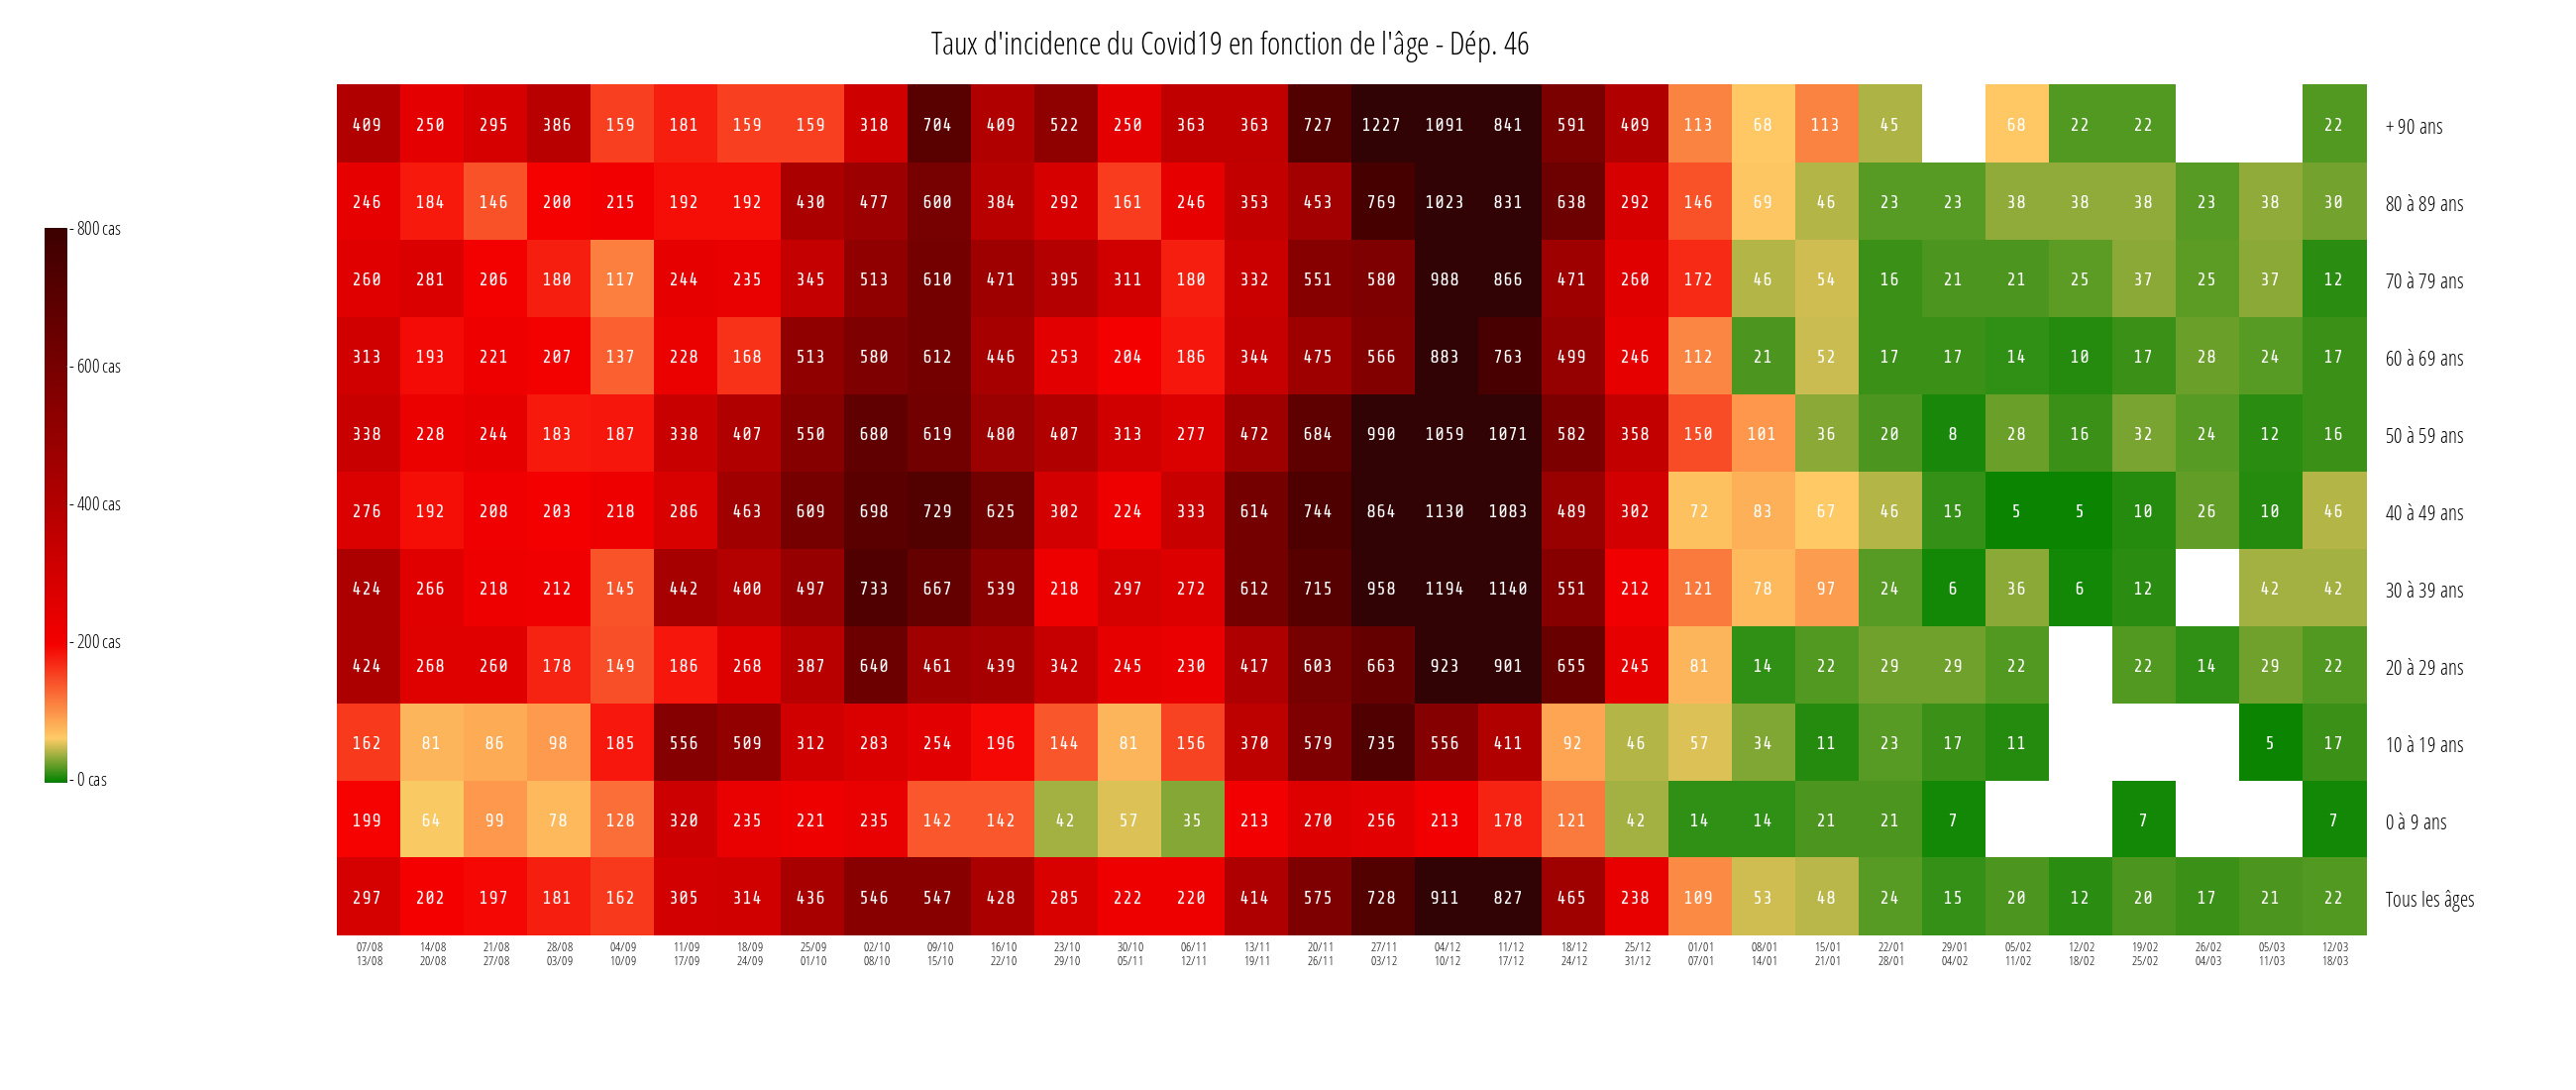 Taux d'incidence du Covid19 en fonction de l'âge - Dép. 46
409 250 295 386 159 181 159 159 318 704 409 522 250 363 363 727 1227 1091 841 591 409 113 68 113 45 68 22 22 22 + 90 ans
246 184 146 200 215 192 192 430 477 600 384 292 161 246 353 453 769 1023 831 638 292 146 69 46 23 23 38 38 38 23 38 30 80 à 89 ans
260 281 206 180 117 244 235 345 513 610 471 395 311 180 332 551 580 988 866 471 260 172 46 54 16 21 21 25 37 25 37 12 70 à 79 ans
313 193 221 207 137 228 168 513 580 612 446 253 204 186 344 475 566 883 763 499 246 112 21 52 17 17 14 10 17 28 24 17 60 à 69 ans
338 228 244 183 187 338 407 550 680 619 480 407 313 277 472 684 990 1059 1071 582 358 150 101 36 20 8 28 16 32 24 12 16 50 à 59 ans
276 192 208 203 218 286 463 609 698 729 625 302 224 333 614 744 864 1130 1083 489 302 72 83 67 46 15 5 5 10 26 10 46 40 à 49 ans
424 266 218 212 145 442 400 497 733 667 539 218 297 272 612 715 958 1194 1140 551 212 121 78 97 24 6 36 6 12 42 42 30 à 39 ans
424 268 260 178 149 186 268 387 640 461 439 342 245 230 417 603 663 923 901 655 245 81 14 22 29 29 22 22 14 29 22 20 à 29 ans
162 81 86 98 185 556 509 312 283 254 196 144 81 156 370 579 735 556 411 92 46 57 34 11 23 17 11 5 17 10 à 19 ans
199 64 99 78 128 320 235 221 235 142 142 42 57 35 213 270 256 213 178 121 42 14 14 21 21 7 7 7 0 à 9 ans
297 202 197 181 162 305 314 436 546 547 428 285 222 220 414 575 728 911 827 465 238 109 53 48 24 15 20 12 20 17 21 22 Tous les âges
07/08 14/08 21/08 28/08 04/09 11/09 18/09 25/09 02/10 09/10 16/10 23/10 30/10 06/11 13/11 20/11 27/11 04/12 11/12 18/12 25/12 01/01 08/01 15/01 22/01 29/01 05/02 12/02 19/02 26/02 05/03 12/03
13/08 20/08 27/08 03/09 10/09 17/09 24/09 01/10 08/10 15/10 22/10 29/10 05/11 12/11 19/11 26/11 03/12 10/12 17/12 24/12 31/12 07/01 14/01 21/01 28/01 04/02 11/02 18/02 25/02 04/03 11/03 18/03
- 800 cas
- 600 cas
- 400 cas
- 200 cas
- 0 cas